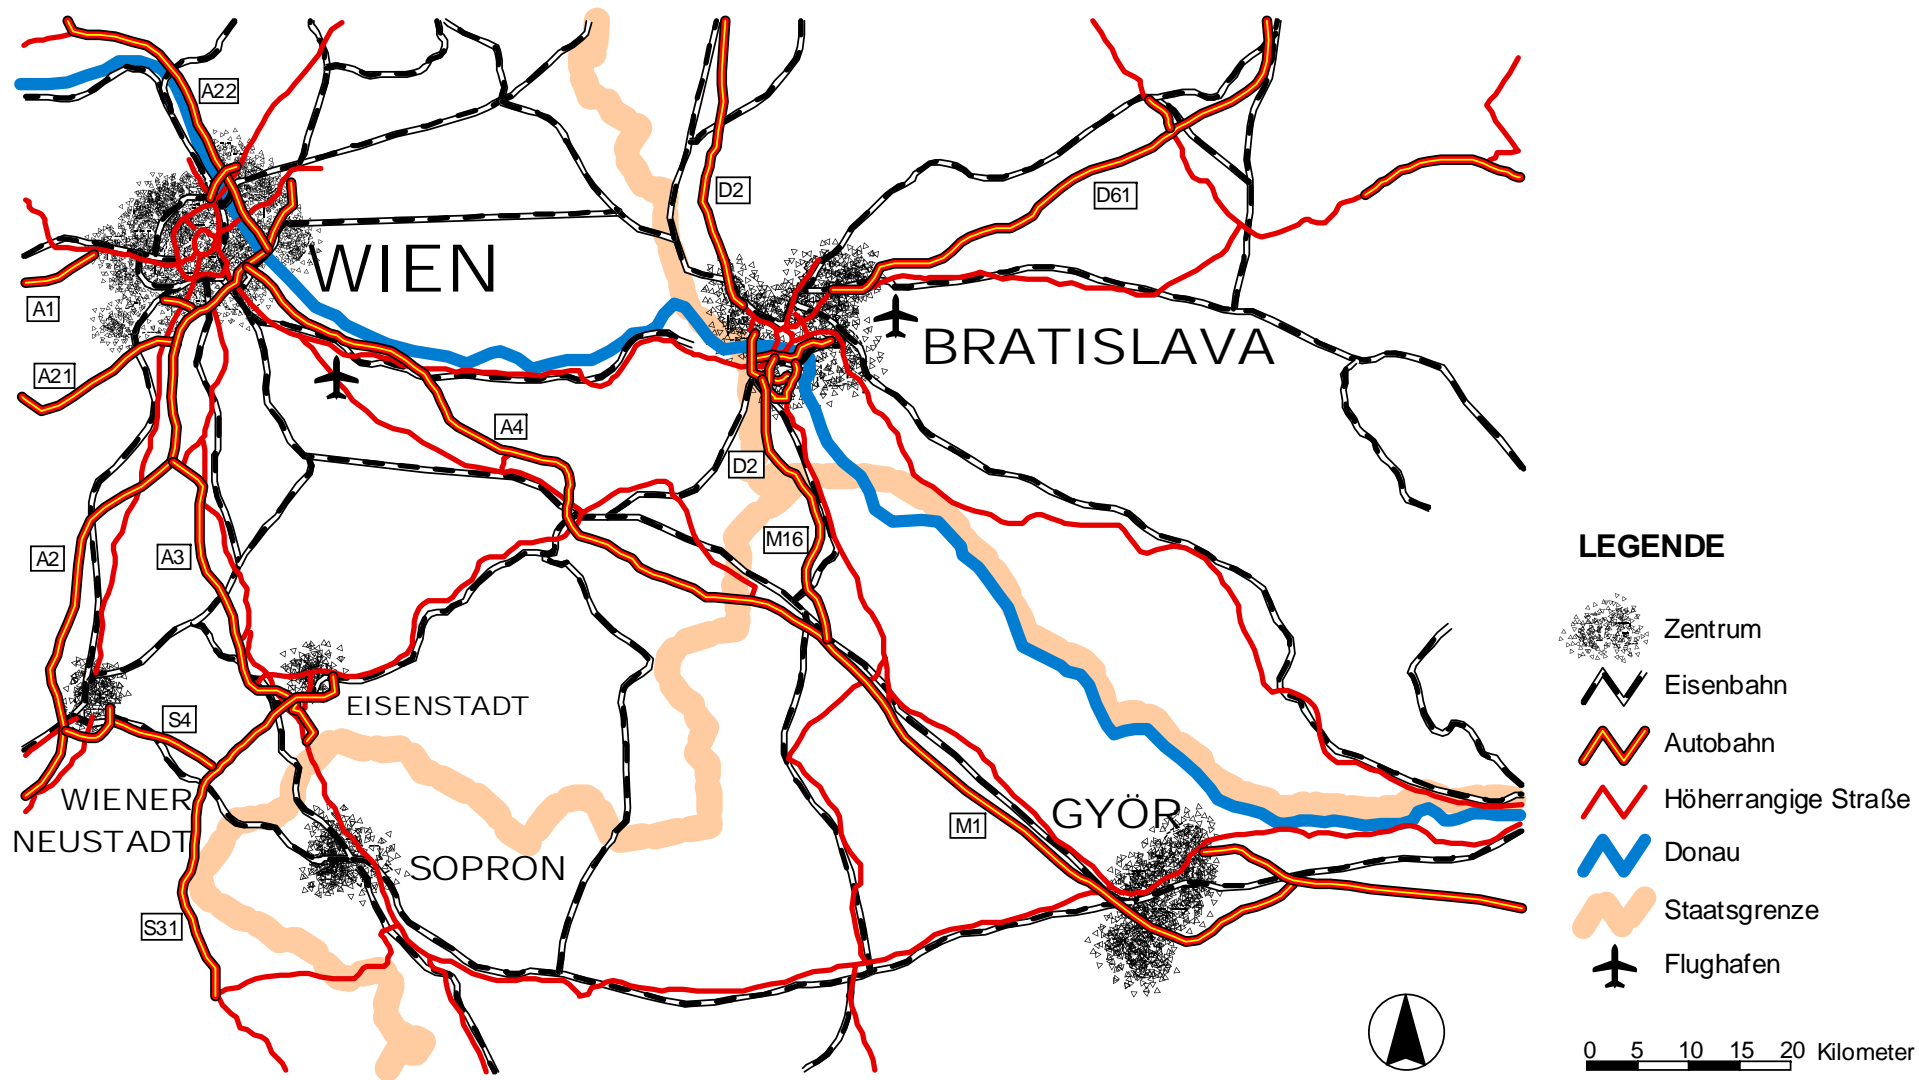 A22
D2
D61
WIEN
A1
BRATISLAVA
A21
A4
D2
A2
A3
M16
EISENSTADT
S4
WIENER
NEUSTADT
GYÖR
M1
SOPRON
S31
LEGENDE
Zentrum
Eisenbahn
Autobahn
Höherrangige Straße
Donau
Staatsgrenze
Flughafen
0 5 10 15 20 Kilometer